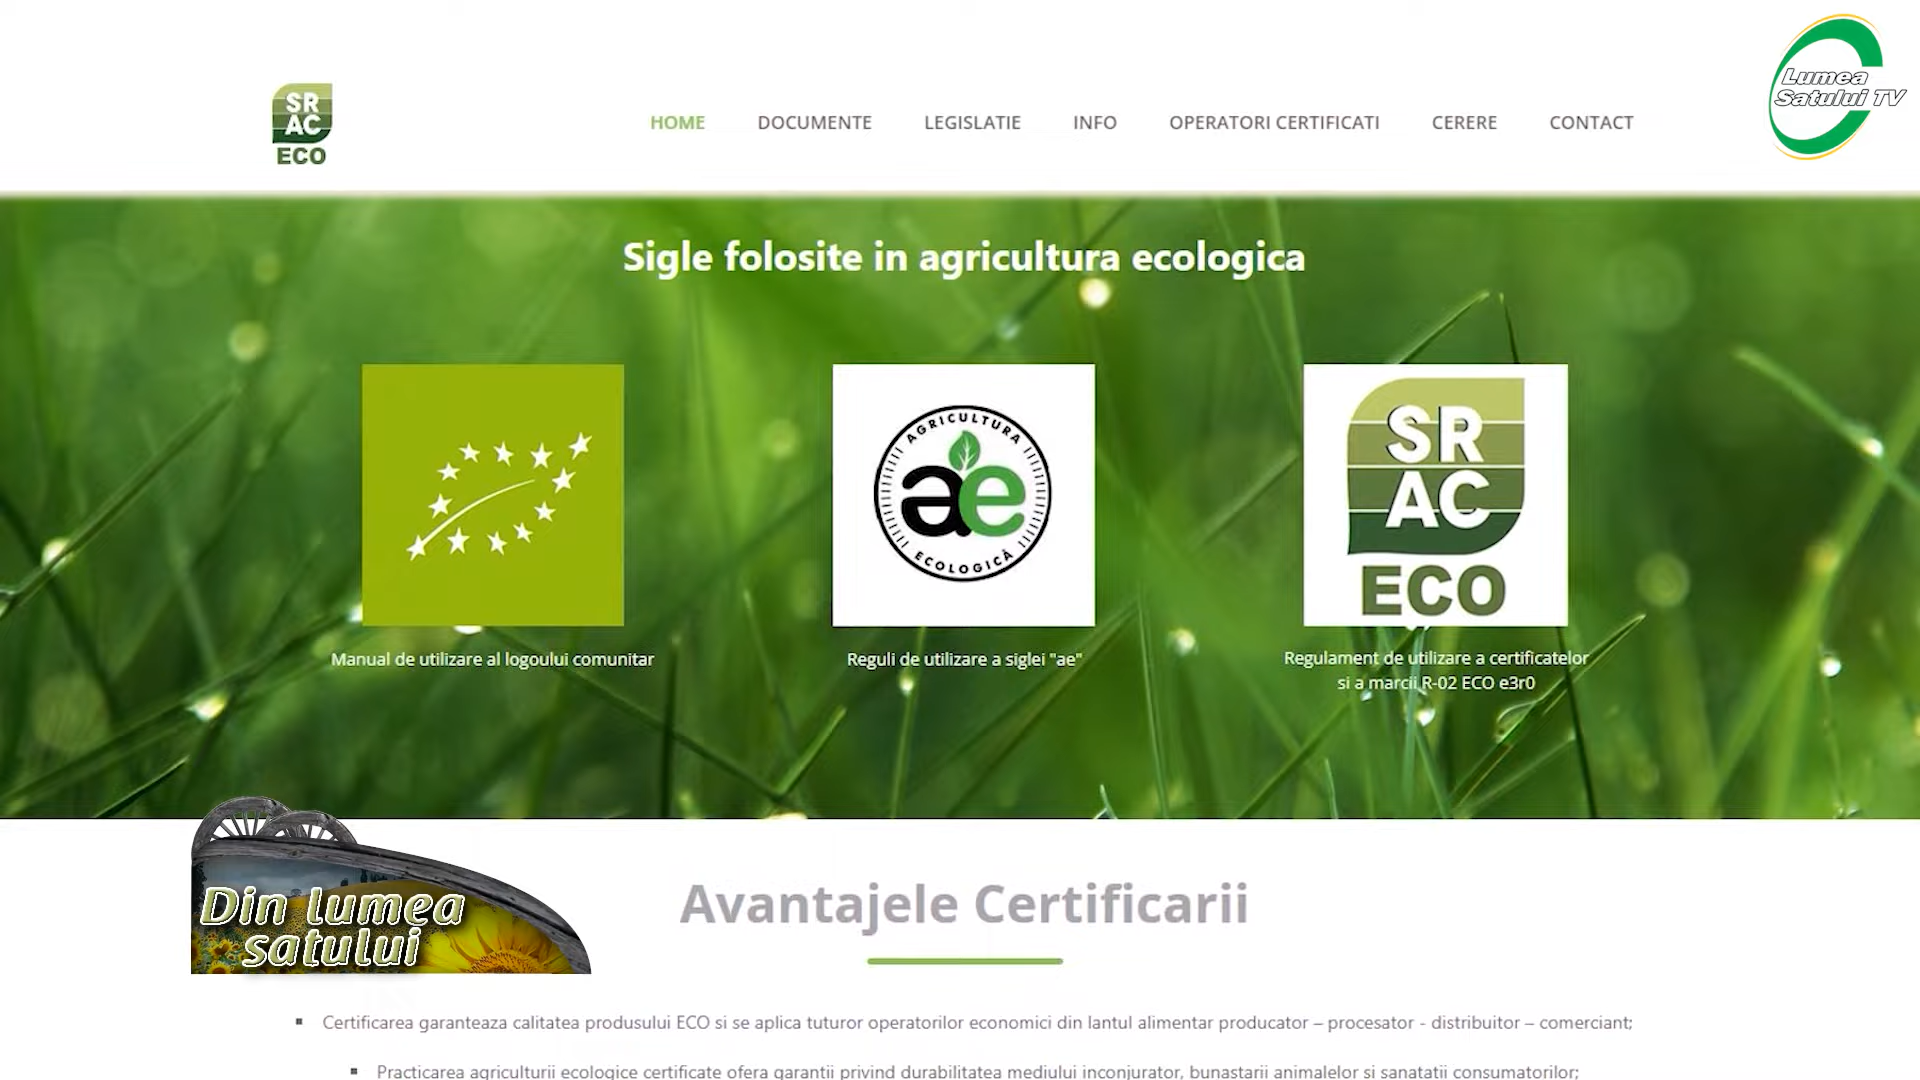 Lumea
Satului TV
SR
AC
ECO
HOME DOCUMENTE LEGISLATIE INFO OPERATORI CERTIFICATI CERERE CONTACT
Sigle folosite in agricultura ecologica
AGRICULTURA
ae
ECOLOGICĂ
SR
AC
ECO
Manual de utilizare al logoului comunitar
Reguli de utilizare a siglei "ae"
Regulament de utilizare a certificatelor
si a marcii R-02 ECO e3r0
Din lumea
satului
Avantajele Certificarii
Certificarea garanteaza calitatea produsului ECO si se aplica tuturor operatorilor economici din lantul alimentar producator – procesator - distribuitor – comerciant;
Practicarea agriculturii ecologice certificate ofera garantii privind durabilitatea mediului inconjurator, bunastarii animalelor si sanatatii consumatorilor;